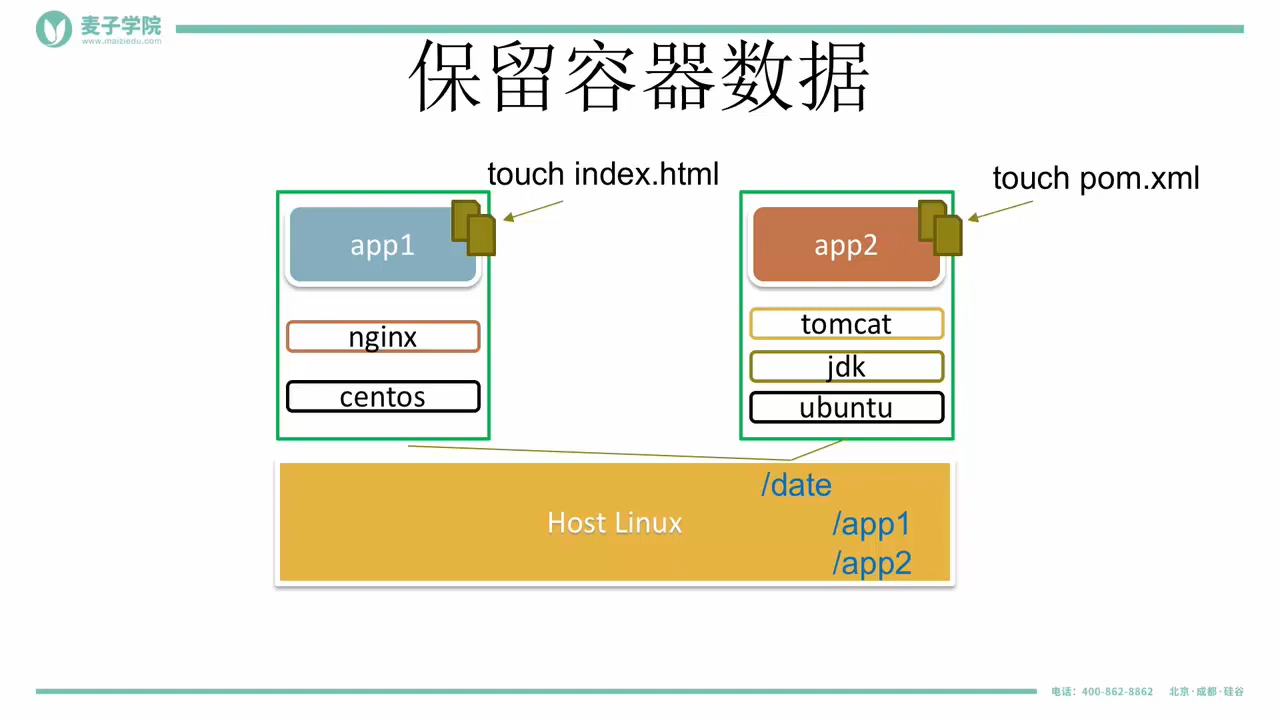 麦子学院
www.maiziedu.com
保留容器数据
touch index.html
touch pom.xml
app1
nginx
centos
app2
tomcat
jdk
ubuntu
Host Linux
/date
/app1
/app2
电话：400-862-8862 北京·成都·硅谷